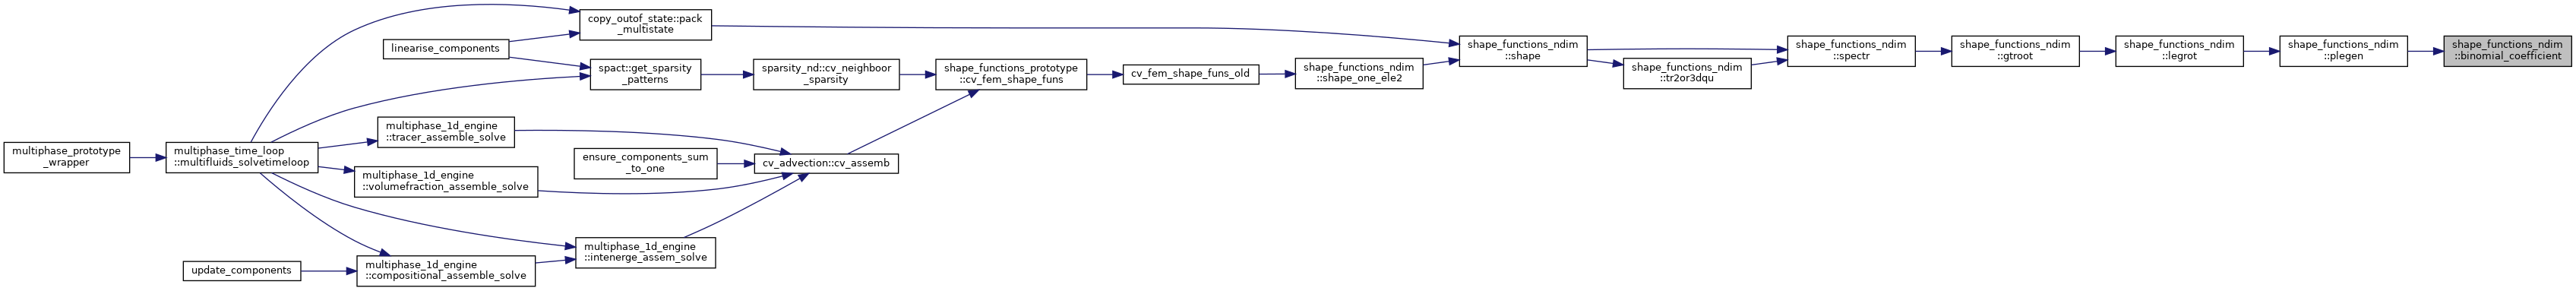 copy_outof_state::pack
_multistate
linearise_components
spact::get_sparsity
_patterns
sparsity_nd::cv_neighboor
_sparsity
shape_functions_prototype
::cv_fem_shape_funs
cv_fem_shape_funs_old
shape_functions_ndim
::shape_one_ele2
shape_functions_ndim
::shape
shape_functions_ndim
::tr2or3dqu
shape_functions_ndim
::spectr
shape_functions_ndim
::gtroot
shape_functions_ndim
::legrot
shape_functions_ndim
::plegen
shape_functions_ndim
::binomial_coefficient
multiphase_prototype
_wrapper
multiphase_time_loop
::multifluids_solvetimeloop
multiphase_1d_engine
::tracer_assemble_solve
multiphase_1d_engine
::volumefraction_assemble_solve
ensure_components_sum
_to_one
cv_advection::cv_assemb
multiphase_1d_engine
::intenerge_assem_solve
update_components
multiphase_1d_engine
::compositional_assemble_solve